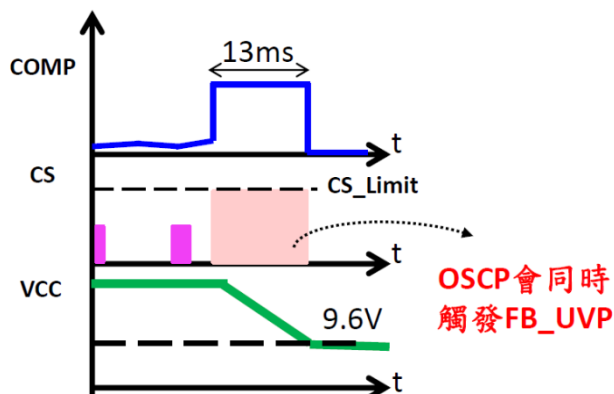 13ms
COMP
t
CS
CS_Limit
t
OSCP會同時
觸發FB_UVP
VCC
9.6V
t